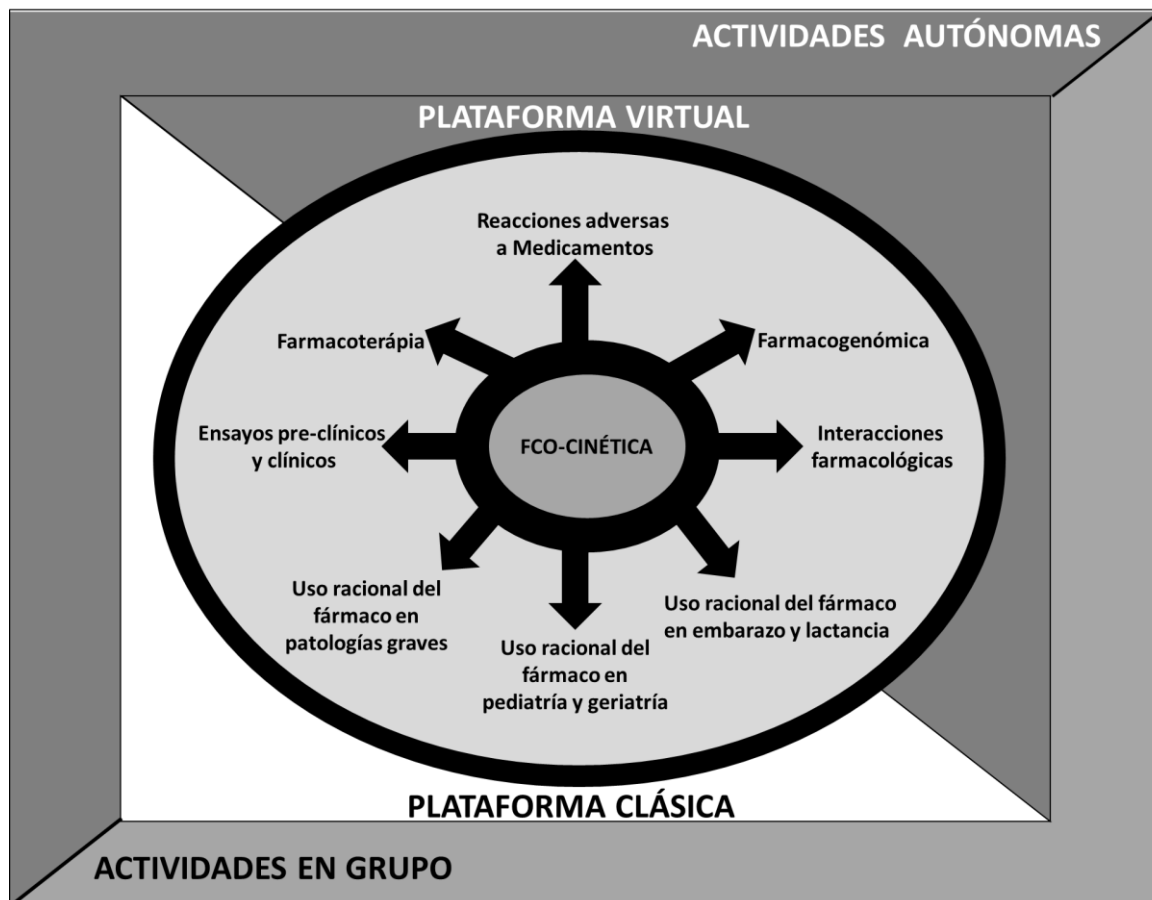 ACTIVIDADES AUTÓNOMAS
PLATAFORMA VIRTUAL
Reacciones adversas
a Medicamentos
Farmacoterápia
Farmacogenómica
Ensayos pre-clínicos
y clínicos
FCO-CINÉTICA
Interacciones
farmacológicas
Uso racional del
fármaco en
patologías graves
Uso racional del
fármaco en
pediatría y geriatría
Uso racional del fármaco
en embarazo y lactancia
PLATAFORMA CLÁSICA
ACTIVIDADES EN GRUPO